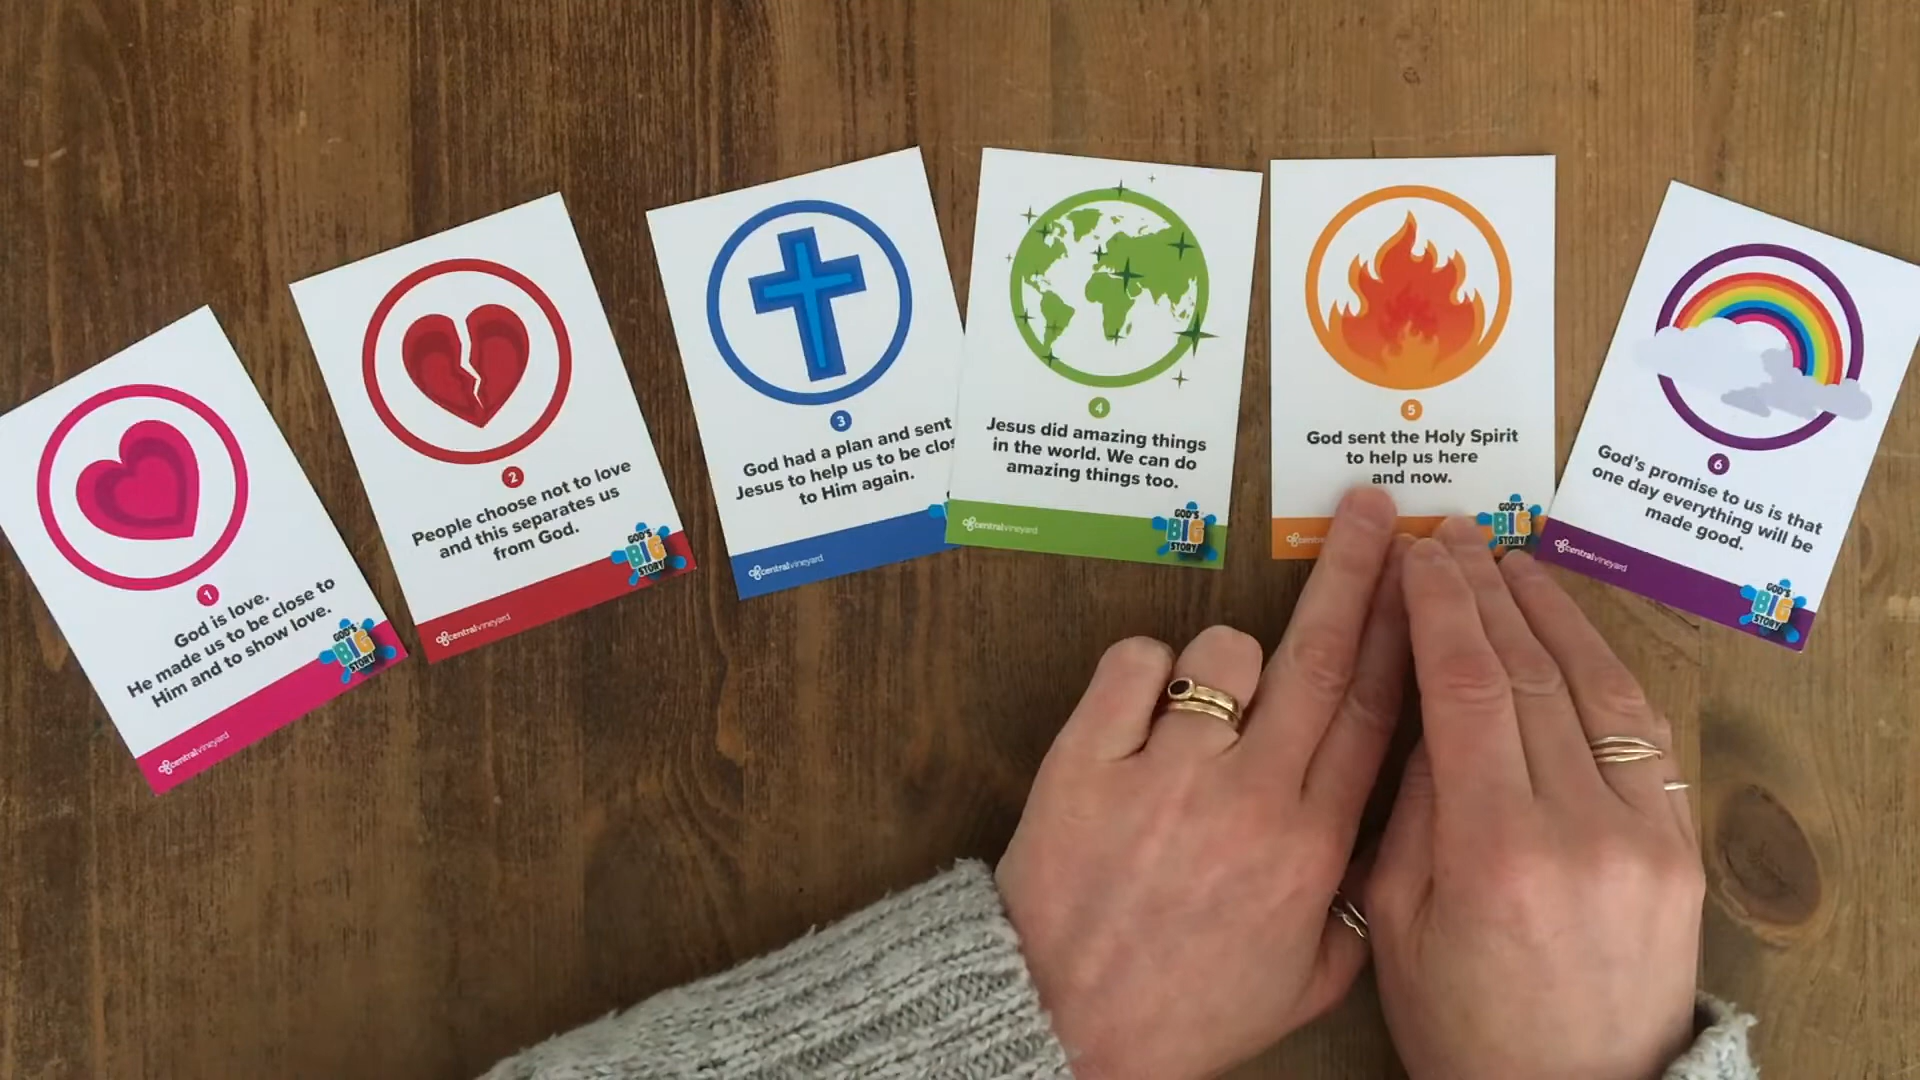 1
God is love.
He made us to be close to
Him and to show love.
centralvineyard
GOD'S
BIG
STORY
2
People choose not to love
and this separates us
from God.
centralvineyard
GOD'S
BIG
STORY
3
God had a plan and sent
Jesus to help us to be
to Him again.
centralvineyard
4
Jesus did amazing things
in the world. We can do
amazing things too.
centralvineyard
GOD'S
BIG
STORY
5
God sent the Holy Spirit
to help us here
and now.
GOD'S
BIG
STORY
6
God's promise to us is that
one day everything will be
made good.
centralvineyard
GOD'S
BIG
STORY